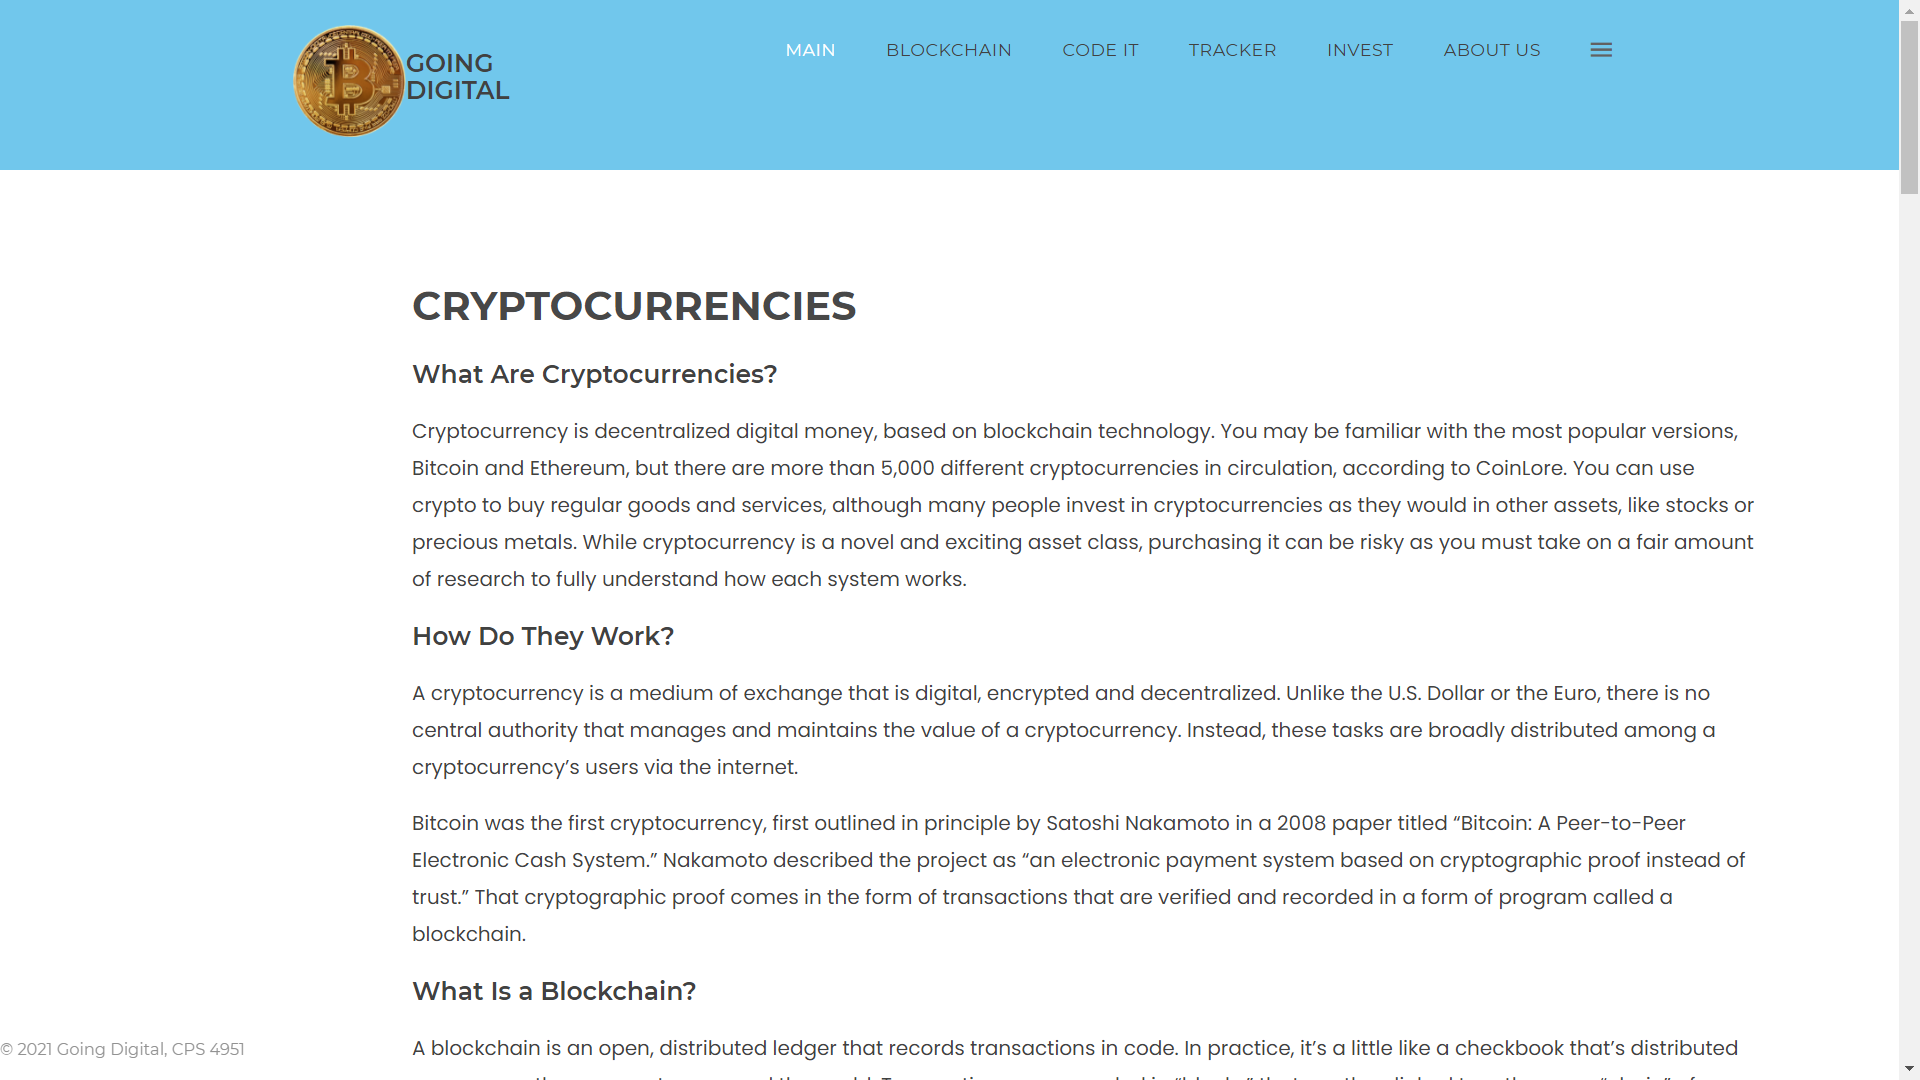 GOING
DIGITAL
MAIN
BLOCKCHAIN
CODE IT
TRACKER
INVEST
ABOUT US
CRYPTOCURRENCIES
What Are Cryptocurrencies?
Cryptocurrency is decentralized digital money, based on blockchain technology. You may be familiar with the most popular versions,
Bitcoin and Ethereum, but there are more than 5,000 different cryptocurrencies in circulation, according to CoinLore. You can use
crypto to buy regular goods and services, although many people invest in cryptocurrencies as they would in other assets, like stocks or
precious metals. While cryptocurrency is a novel and exciting asset class, purchasing it can be risky as you must take on a fair amount
of research to fully understand how each system works.
How Do They Work?
A cryptocurrency is a medium of exchange that is digital, encrypted and decentralized. Unlike the U.S. Dollar or the Euro, there is no
central authority that manages and maintains the value of a cryptocurrency. Instead, these tasks are broadly distributed among a
cryptocurrency’s users via the internet.
Bitcoin was the first cryptocurrency, first outlined in principle by Satoshi Nakamoto in a 2008 paper titled “Bitcoin: A Peer-to-Peer
Electronic Cash System.” Nakamoto described the project as “an electronic payment system based on cryptographic proof instead of
trust.” That cryptographic proof comes in the form of transactions that are verified and recorded in a form of program called a
blockchain.
What Is a Blockchain?
A blockchain is an open, distributed ledger that records transactions in code. In practice, it’s a little like a checkbook that’s distributed
© 2021 Going Digital, CPS 4951